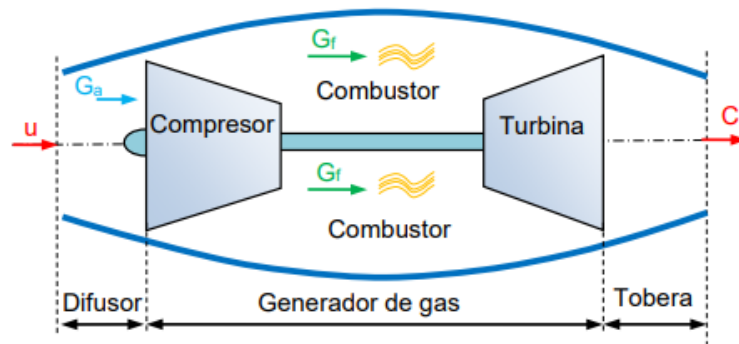 Gf
Combustor
Ga
u
Compresor
Turbina
C
Gf
Combustor
Difusor
Generador de gas
Tobera